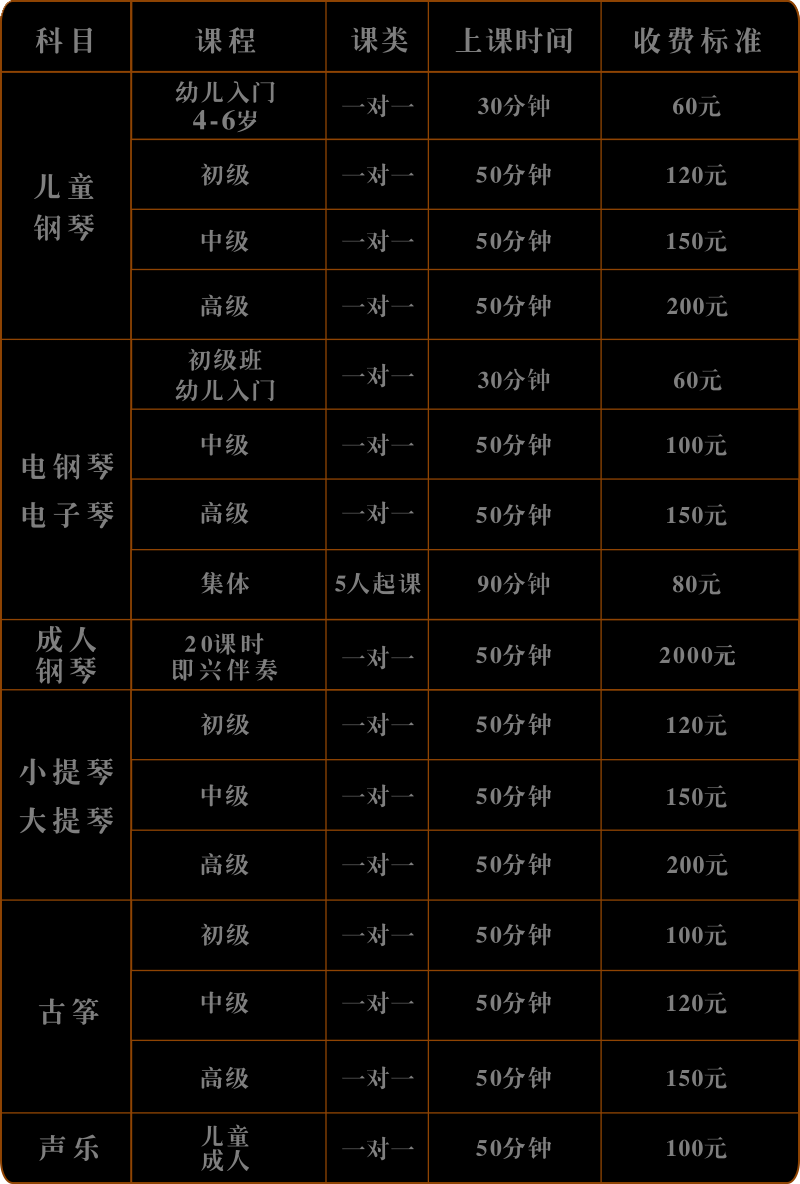 科目 课程 课类 上课时间 收费标准
儿童
钢琴
幼儿入门
4-6岁
一对一 30分钟 60元
初级 一对一 50分钟 120元
中级 一对一 50分钟 150元
高级 一对一 50分钟 200元
电钢琴
电子琴
初级班
幼儿入门
一对一 30分钟 60元
中级 一对一 50分钟 100元
高级 一对一 50分钟 150元
集体 5人起课 90分钟 80元
成人
钢琴
20课时
即兴伴奏
一对一 50分钟 2000元
小提琴
大提琴
初级 一对一 50分钟 120元
中级 一对一 50分钟 150元
高级 一对一 50分钟 200元
古筝
初级 一对一 50分钟 100元
中级 一对一 50分钟 120元
高级 一对一 50分钟 150元
声乐
儿童
成人
一对一 50分钟 100元